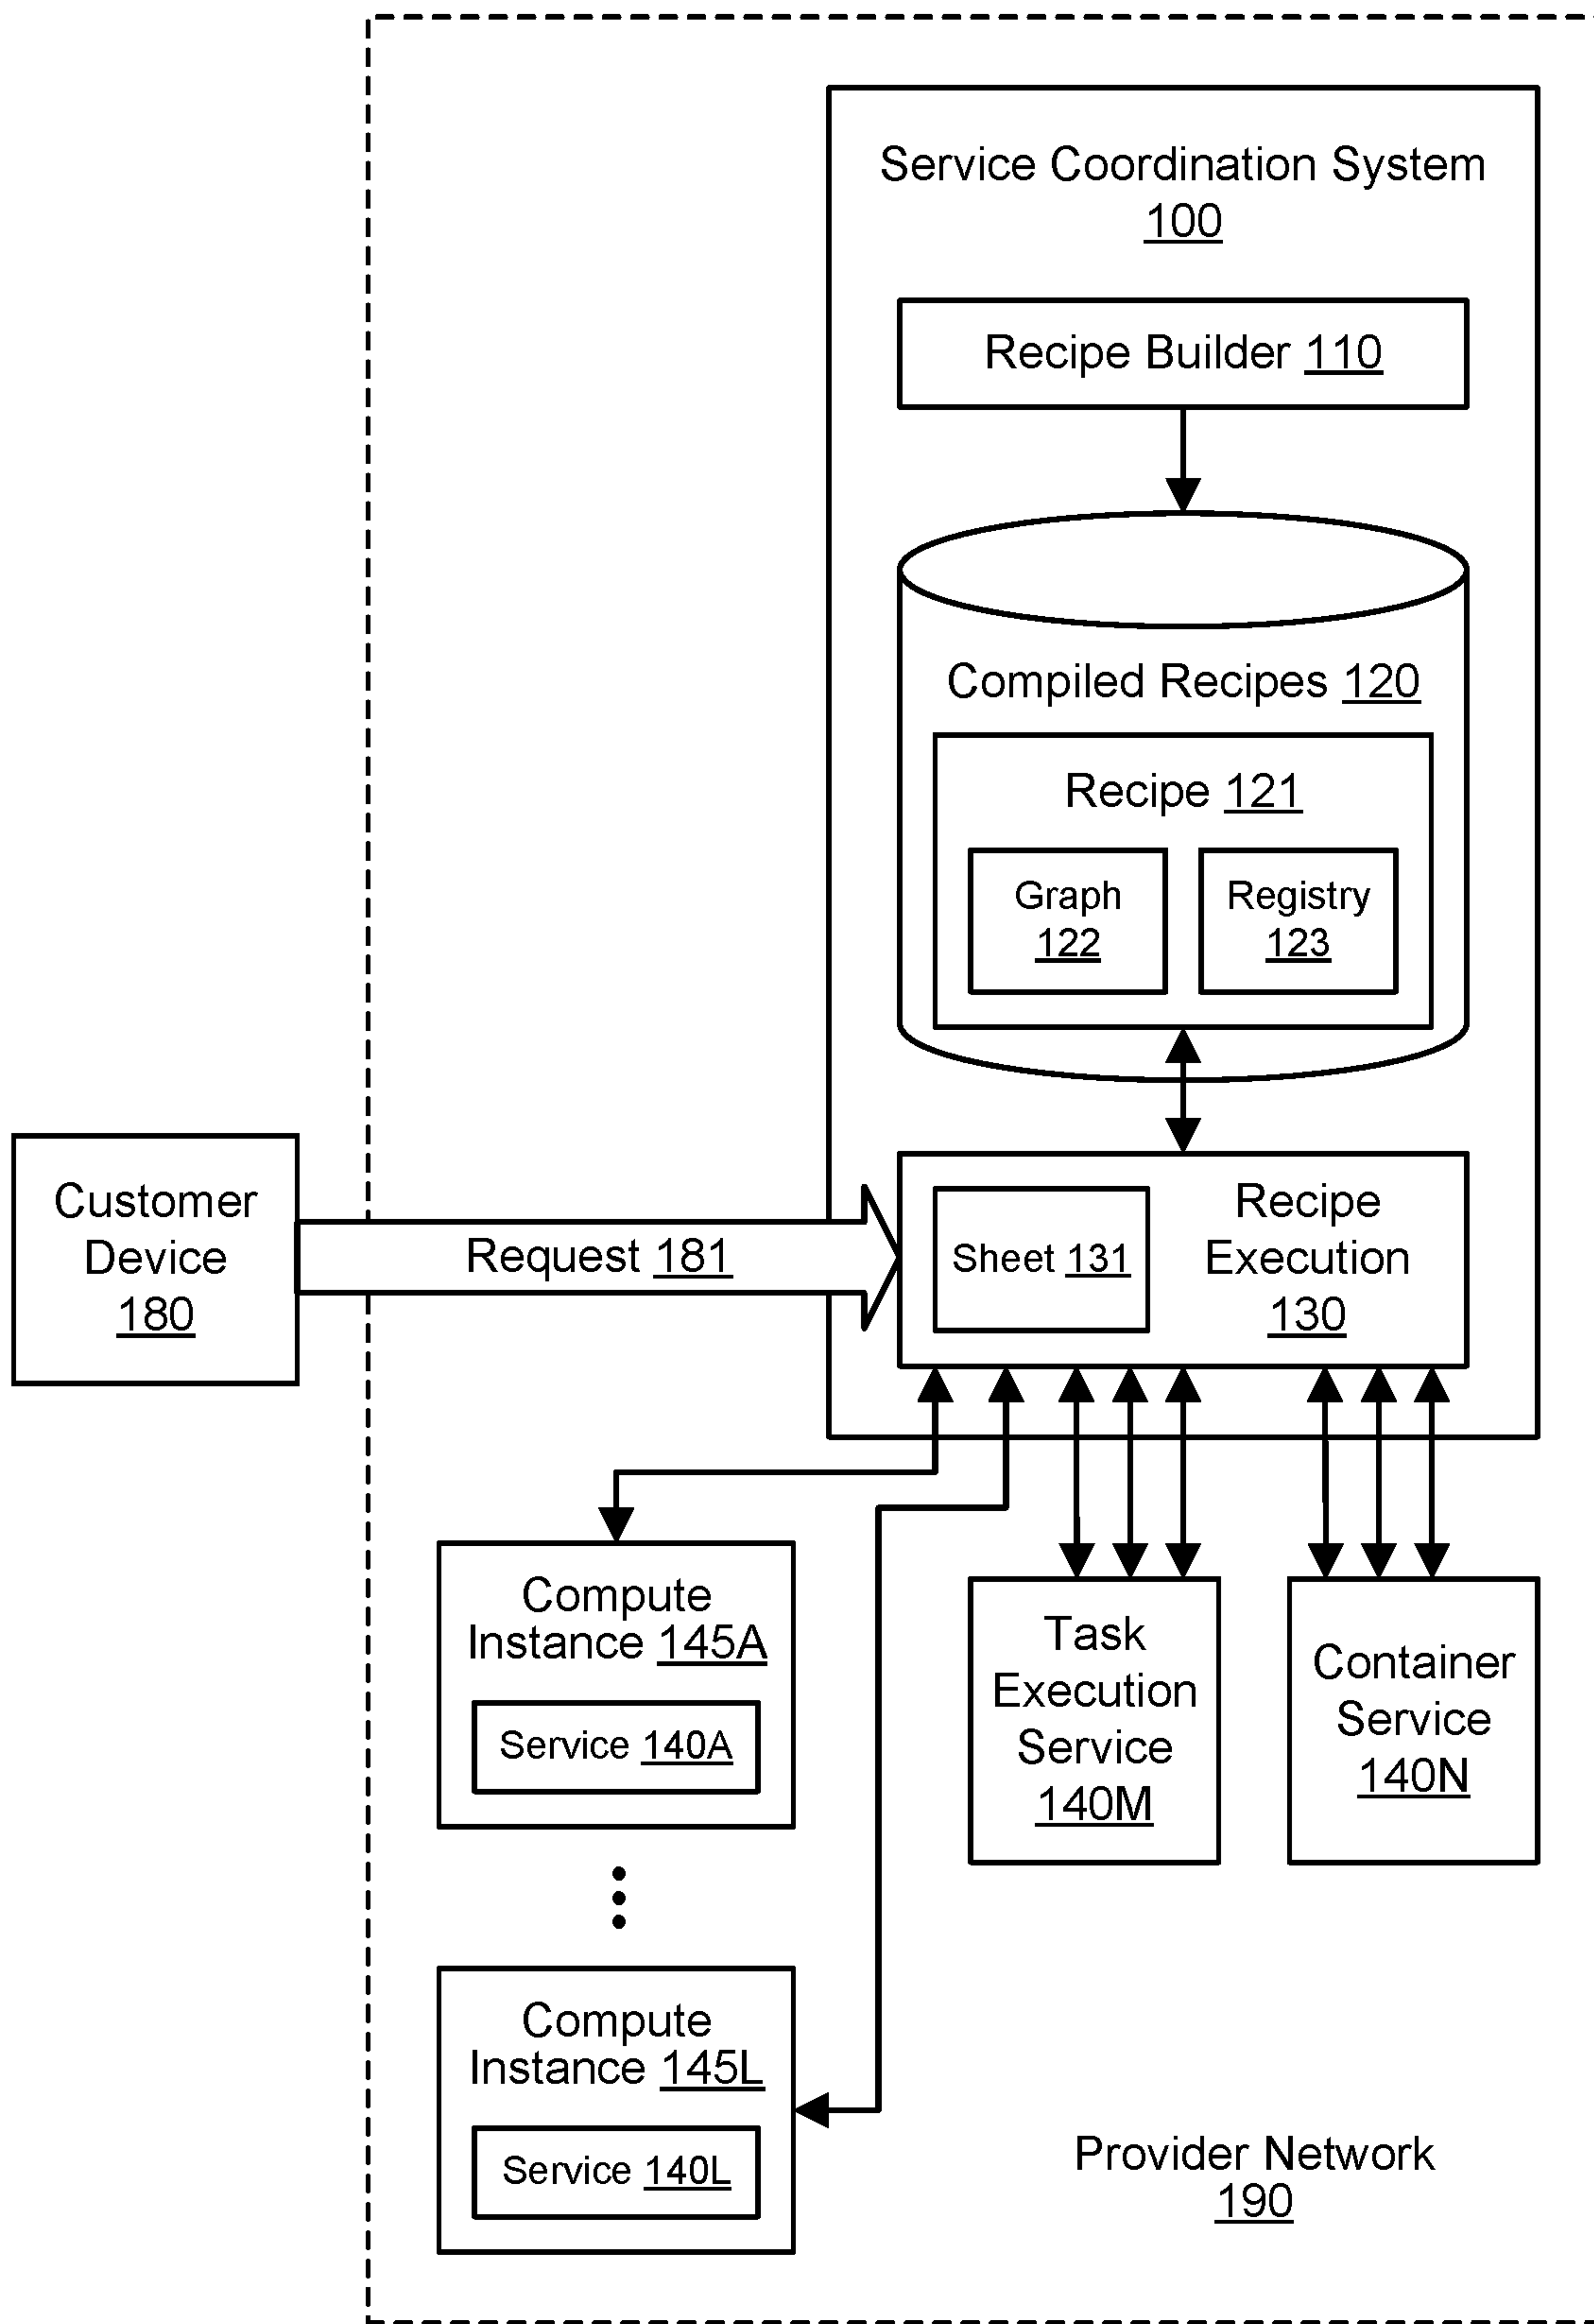 Service Coordination System
100
Recipe Builder 110
Compiled Recipes 120
Recipe 121
Graph
122
Registry
123
Customer
Device
180
Request 181
Sheet 131
Recipe
Execution
130
Compute
Instance 145A
Service 140A
Task
Execution
Service
140M
Container
Service
140N
Compute
Instance 145L
Service 140L
Provider Network
190